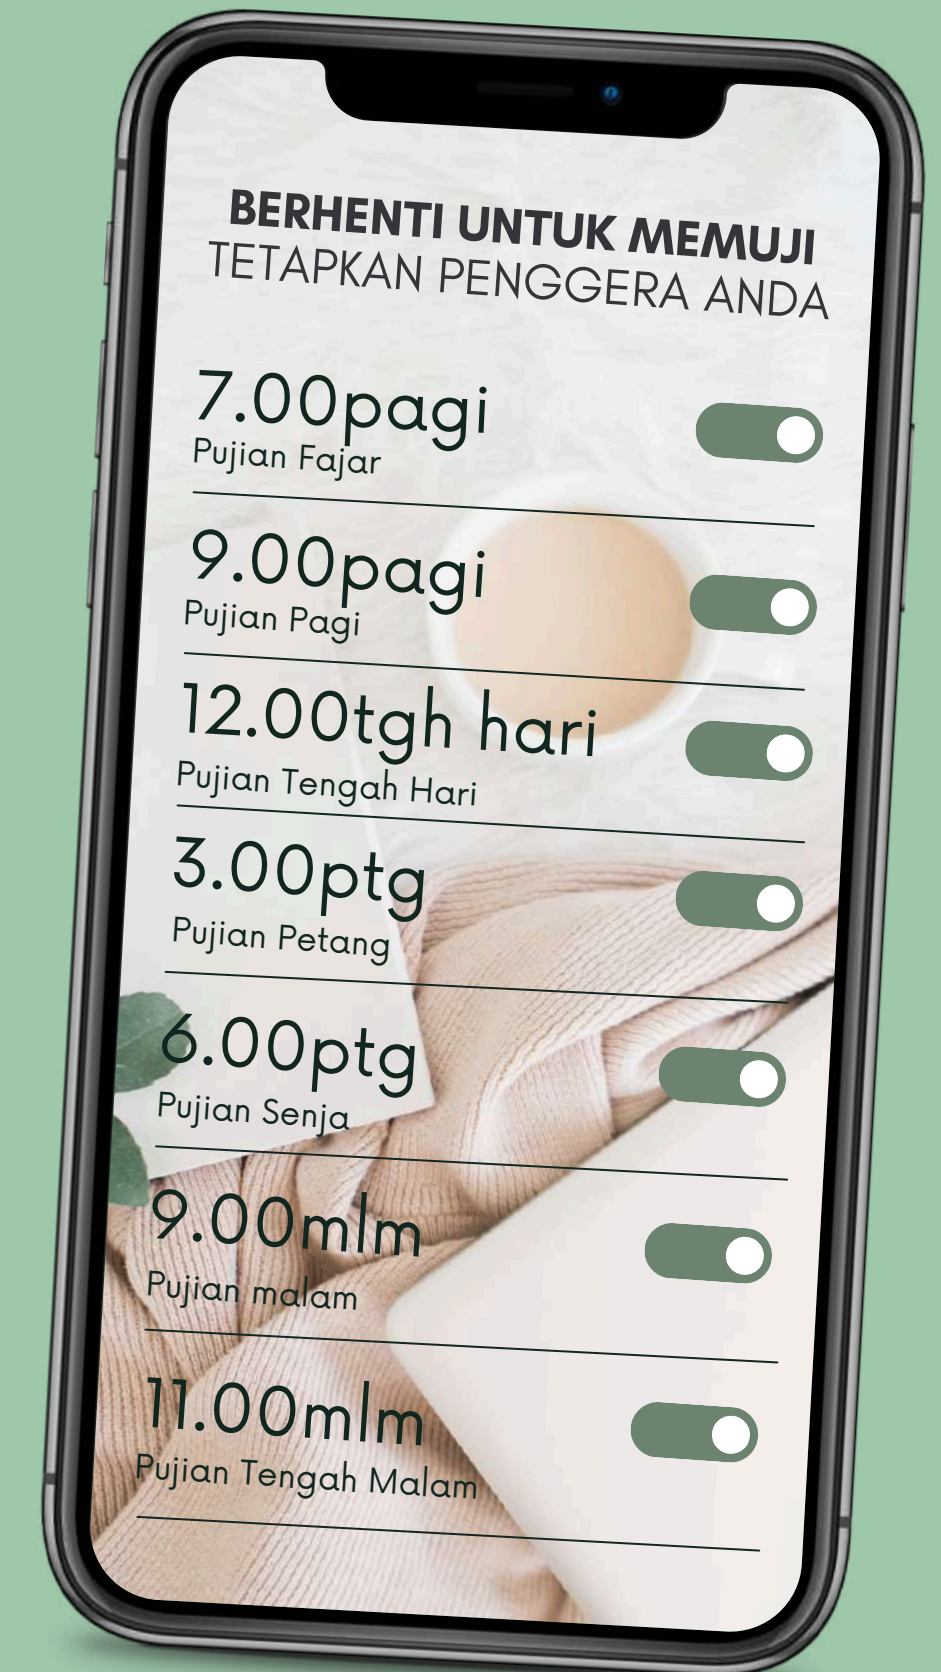 BERHENTI UNTUK MEMUJI
TETAPKAN PENGGERA ANDA
7.00pagi
Pujian Fajar
9.00pagi
Pujian Pagi
12.00tgh hari
Pujian Tengah Hari
3.00ptg
Pujian Petang
6.00ptg
Pujian Senja
9.00mlm
Pujian malam
11.00mlm
Pujian Tengah Malam